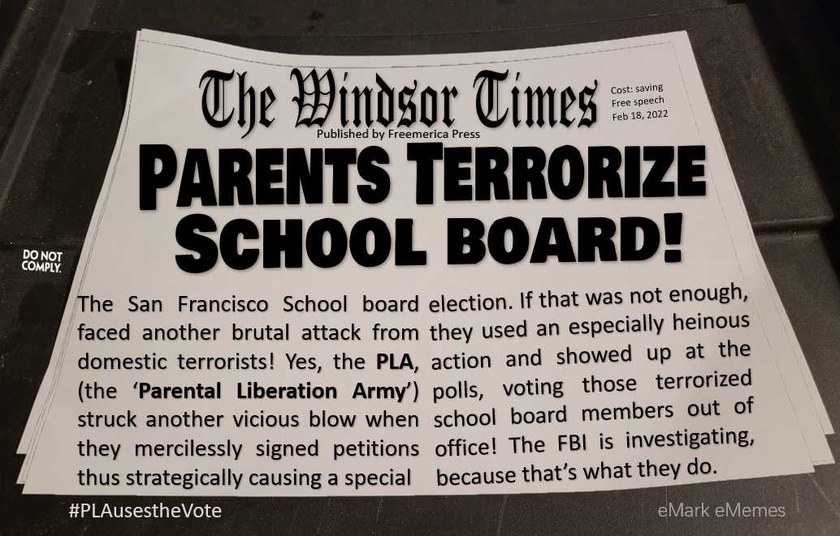 The Windsor Times
Published by Freemerica Press
Cost: saving
Free speech
Feb 18, 2022
PARENTS TERRORIZE
SCHOOL BOARD!
DO NOT
COMPLY.
The San Francisco School board
faced another brutal attack from
domestic terrorists! Yes, the PLA,
(the ‘Parental Liberation Army’)
struck another vicious blow when
they mercilessly signed petitions
thus strategically causing a special
election. If that was not enough,
they used an especially heinous
action and showed up at the
polls, voting those terrorized
school board members out of
office! The FBI is investigating,
because that’s what they do.
#PLAusestheVote
eMark eMemes